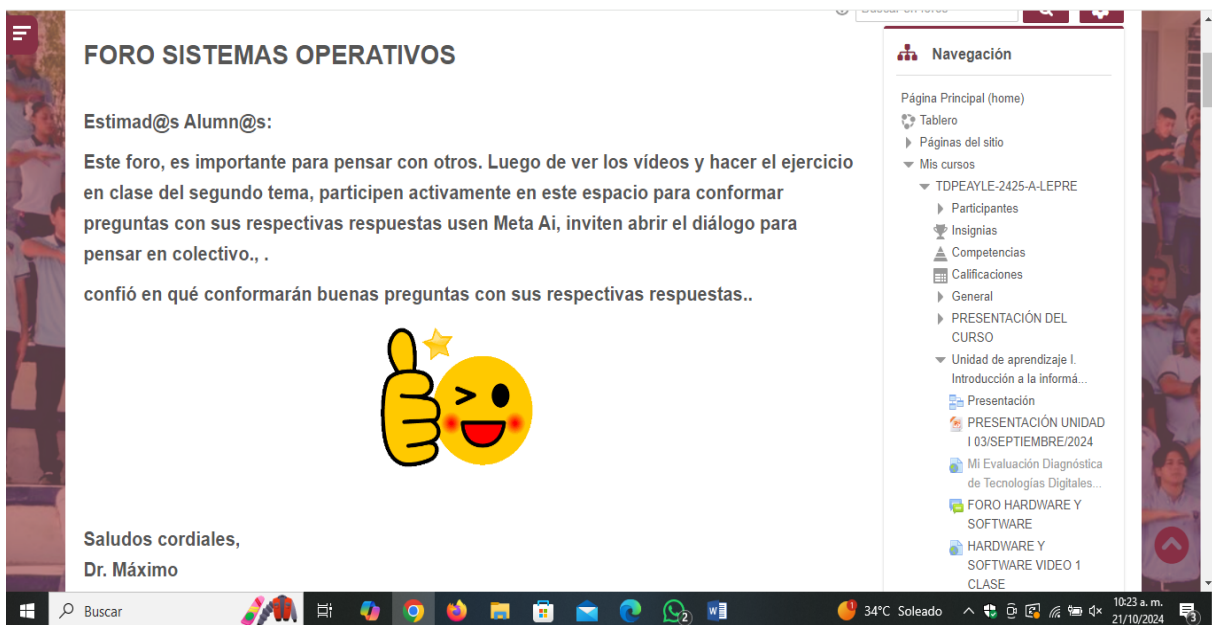 FORO SISTEMAS OPERATIVOS
Estimad@s Alumn@s:
Este foro, es importante para pensar con otros. Luego de ver los vídeos y hacer el ejercicio
en clase del segundo tema, participen activamente en este espacio para conformar
preguntas con sus respectivas respuestas usen Meta Ai, inviten abrir el diálogo para
pensar en colectivo., .
confió en qué conformarán buenas preguntas con sus respectivas respuestas..
Saludos cordiales,
Dr. Máximo
Navegación
Página Principal (home)
Tablero
Páginas del sitio
Mis cursos
TDPEAYLE-2425-A-LEPRE
Participantes
Insignias
Competencias
Calificaciones
General
PRESENTACIÓN DEL
CURSO
Unidad de aprendizaje I.
Introducción a la informá...
Presentación
PRESENTACIÓN UNIDAD
I 03/SEPTIEMBRE/2024
Mi Evaluación Diagnóstica
de Tecnologías Digitales...
FORO HARDWARE Y
SOFTWARE
HARDWARE Y
SOFTWARE VIDEO 1
CLASE
Buscar
2
34°C Soleado
10:23 a. m.
21/10/2024
3